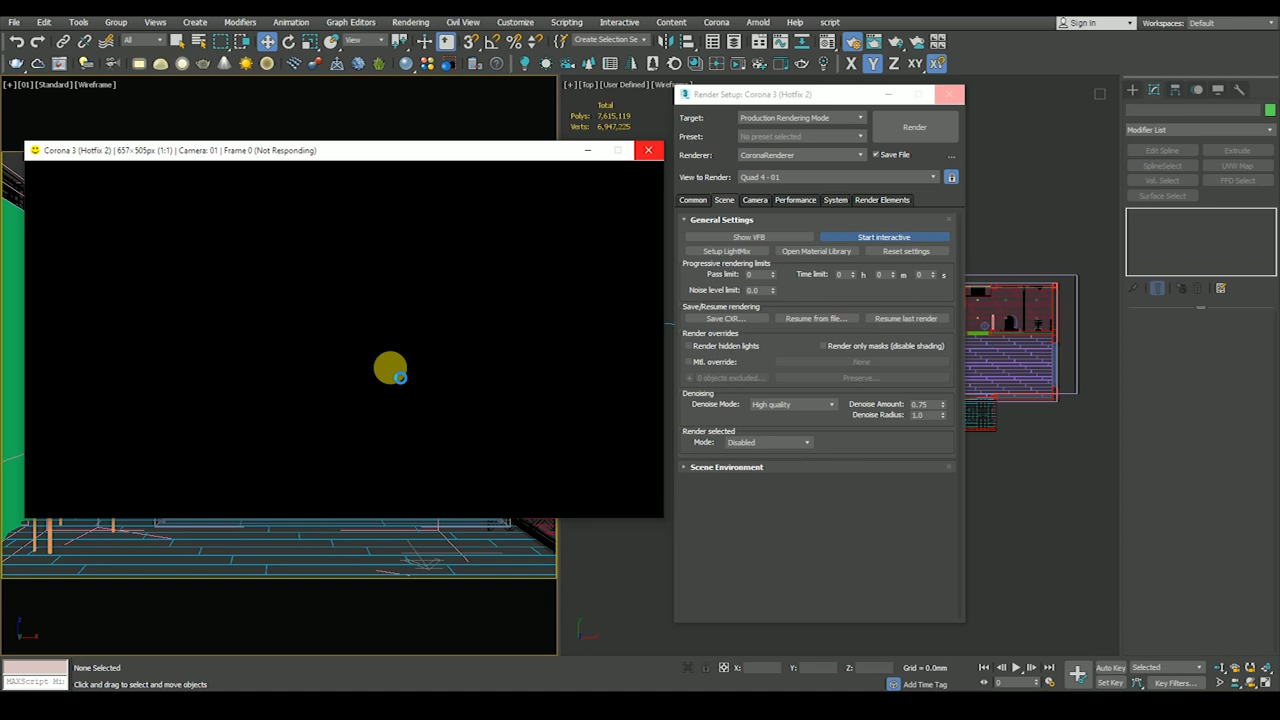 File Edit Tools Group Views Create Modifiers Animation Graph Editors Rendering Civil View Customize Scripting Interactive Content Corona Arnold Help script
Sign In Workspaces: Default
All View Create Selection Se
X Y Z XY
[+][01][Standard][Wireframe]
[+][Top][User Defined][Wirefr
Total
Polys: 7,615,119
Verts: 6,947,225
Corona 3 (Hotfix 2) | 657×505px (1:1) | Camera: 01 | Frame 0 (Not Responding)
Render Setup: Corona 3 (Hotfix 2)
Target: Production Rendering Mode
Preset: No preset selected
Render
Renderer: CoronaRenderer
Save File ...
View to Render: Quad 4 - 01
Common Scene Camera Performance System Render Elements
General Settings
Show VFB Start interactive
Setup LightMix Open Material Library Reset settings
Progressive rendering limits
Pass limit: 0 Time limit: 0 h 0 m 0 s
Noise level limit: 0.0
Save/Resume rendering
Save CXR... Resume from file... Resume last render
Render overrides
Render hidden lights Render only masks (disable shading)
Mtl. override: None
+ 0 objects excluded... Preserve...
Denoising
Denoise Mode: High quality Denoise Amount: 0.75
Denoise Radius: 1.0
Render selected
Mode: Disabled
Scene Environment
Modifier List
Edit Spline Extrude
SplineSelect UVW Map
Vol. Select FFD Select
Surface Select
z
x
y
x
None Selected
X: Y: Z: Grid = 0.0mm
Auto Key Selected
MAXScript Mi
Click and drag to select and move objects
Add Time Tag
0
Set Key Key Filters...